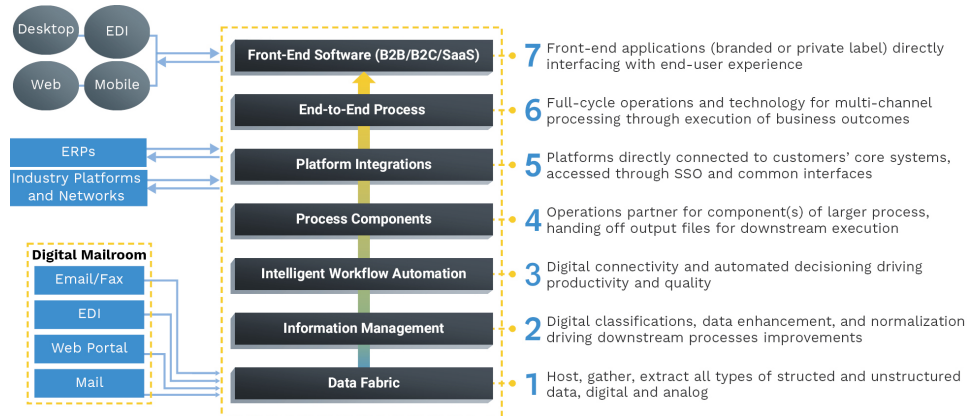 Desktop
EDI
Web
Mobile
ERPs
Industry Platforms
and Networks
Digital Mailroom
Email/Fax
EDI
Web Portal
Mail
Front-End Software (B2B/B2C/SaaS)
End-to-End Process
Platform Integrations
Process Components
Intelligent Workflow Automation
Information Management
Data Fabric
7
Front-end applications (branded or private label) directly
interfacing with end-user experience
6
Full-cycle operations and technology for multi-channel
processing through execution of business outcomes
5
Platforms directly connected to customers’ core systems,
accessed through SSO and common interfaces
4
Operations partner for component(s) of larger process,
handing off output files for downstream execution
3
Digital connectivity and automated decisioning driving
productivity and quality
2
Digital classifications, data enhancement, and normalization
driving downstream processes improvements
1
Host, gather, extract all types of structed and unstructured
data, digital and analog